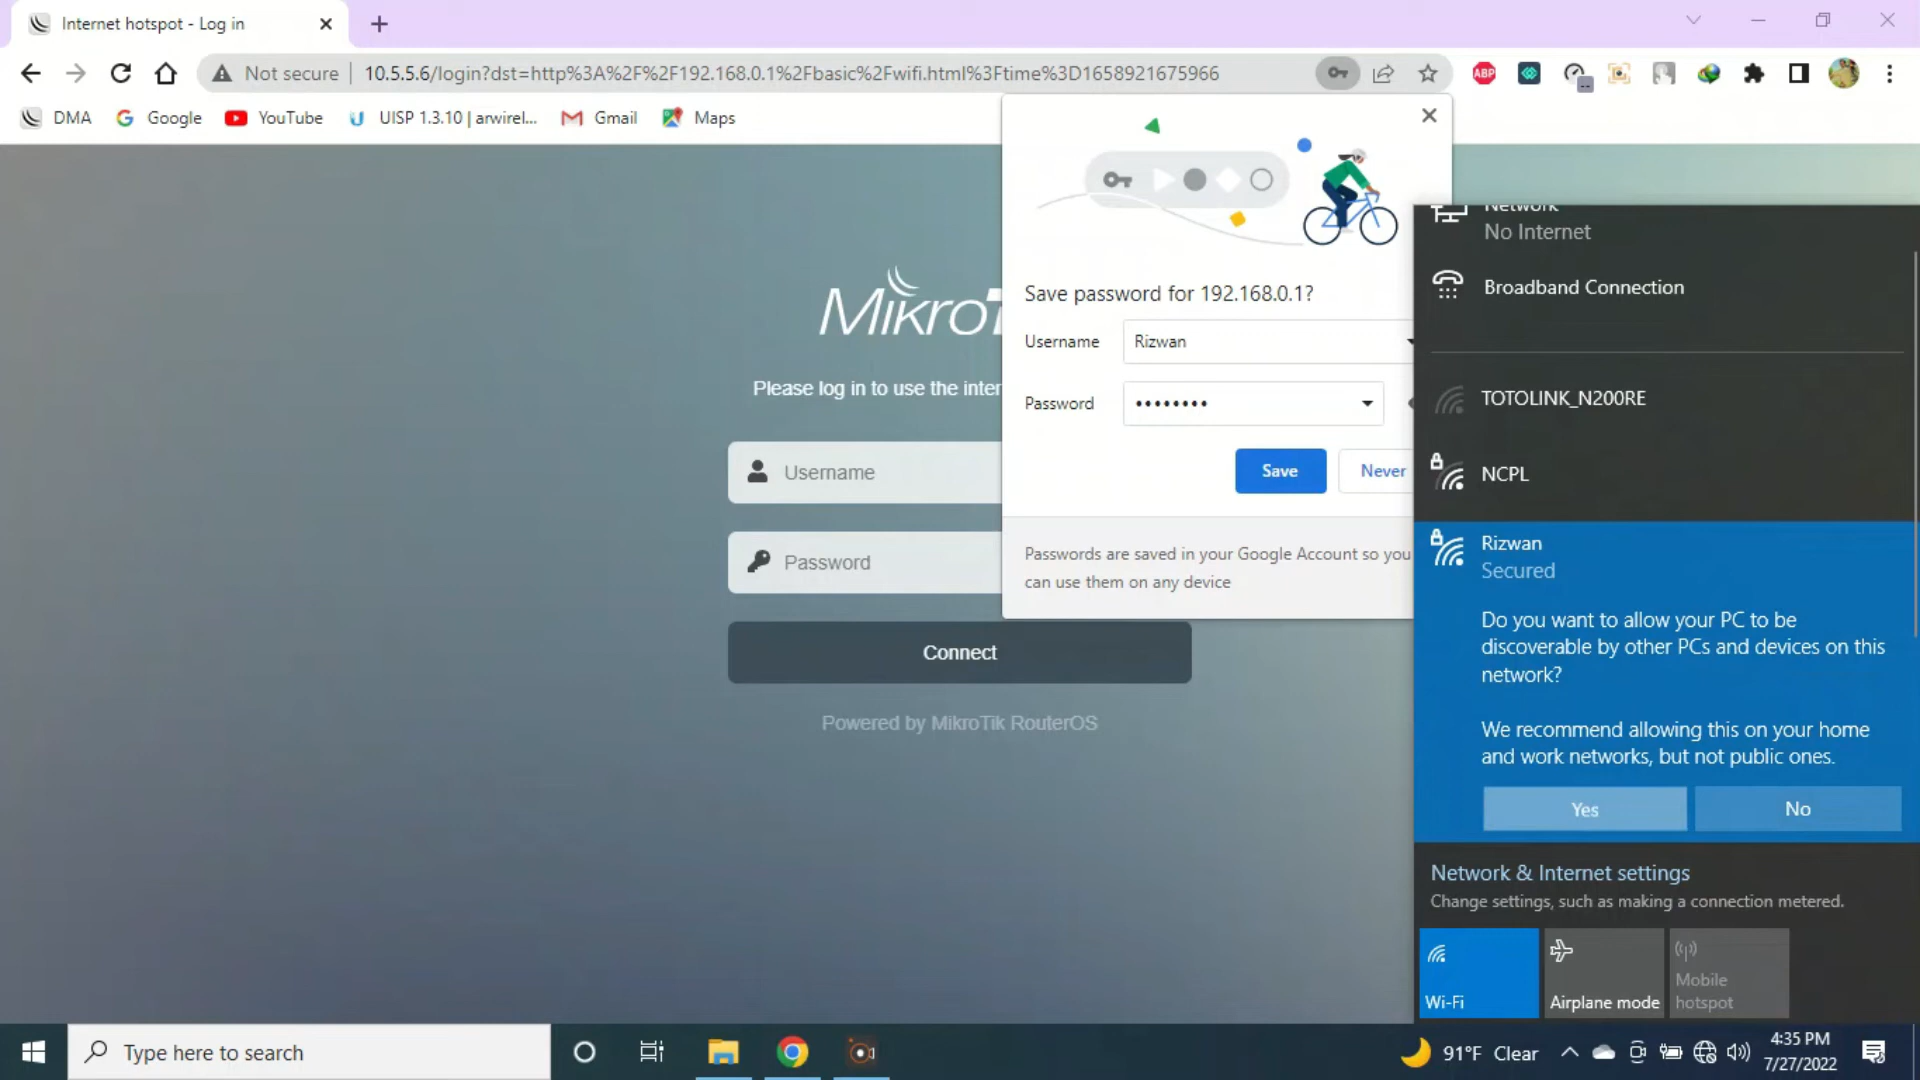 Internet hotspot - Log in
Not secure
10.5.5.6/login?dst=http%3A%2F%2F192.168.0.1%2Fbasic%2Fwifi.html%3Ftime%3D1658921675966
ABP
DMA
Google
YouTube
UISP 1.3.10 | arwirel...
Gmail
Maps
Please log in to use the inter
Username
Password
Connect
Powered by MikroTik RouterOS
Save password for 192.168.0.1?
Username
Rizwan
Password
Save
Never
Passwords are saved in your Google Account so you
can use them on any device
Network
No Internet
Broadband Connection
TOTOLINK_N200RE
NCPL
Rizwan
Secured
Do you want to allow your PC to be
discoverable by other PCs and devices on this
network?
We recommend allowing this on your home
and work networks, but not public ones.
Yes
No
Network & Internet settings
Change settings, such as making a connection metered.
Wi-Fi
Airplane mode
Mobile
hotspot
Type here to search
91°F Clear
4:35 PM
7/27/2022